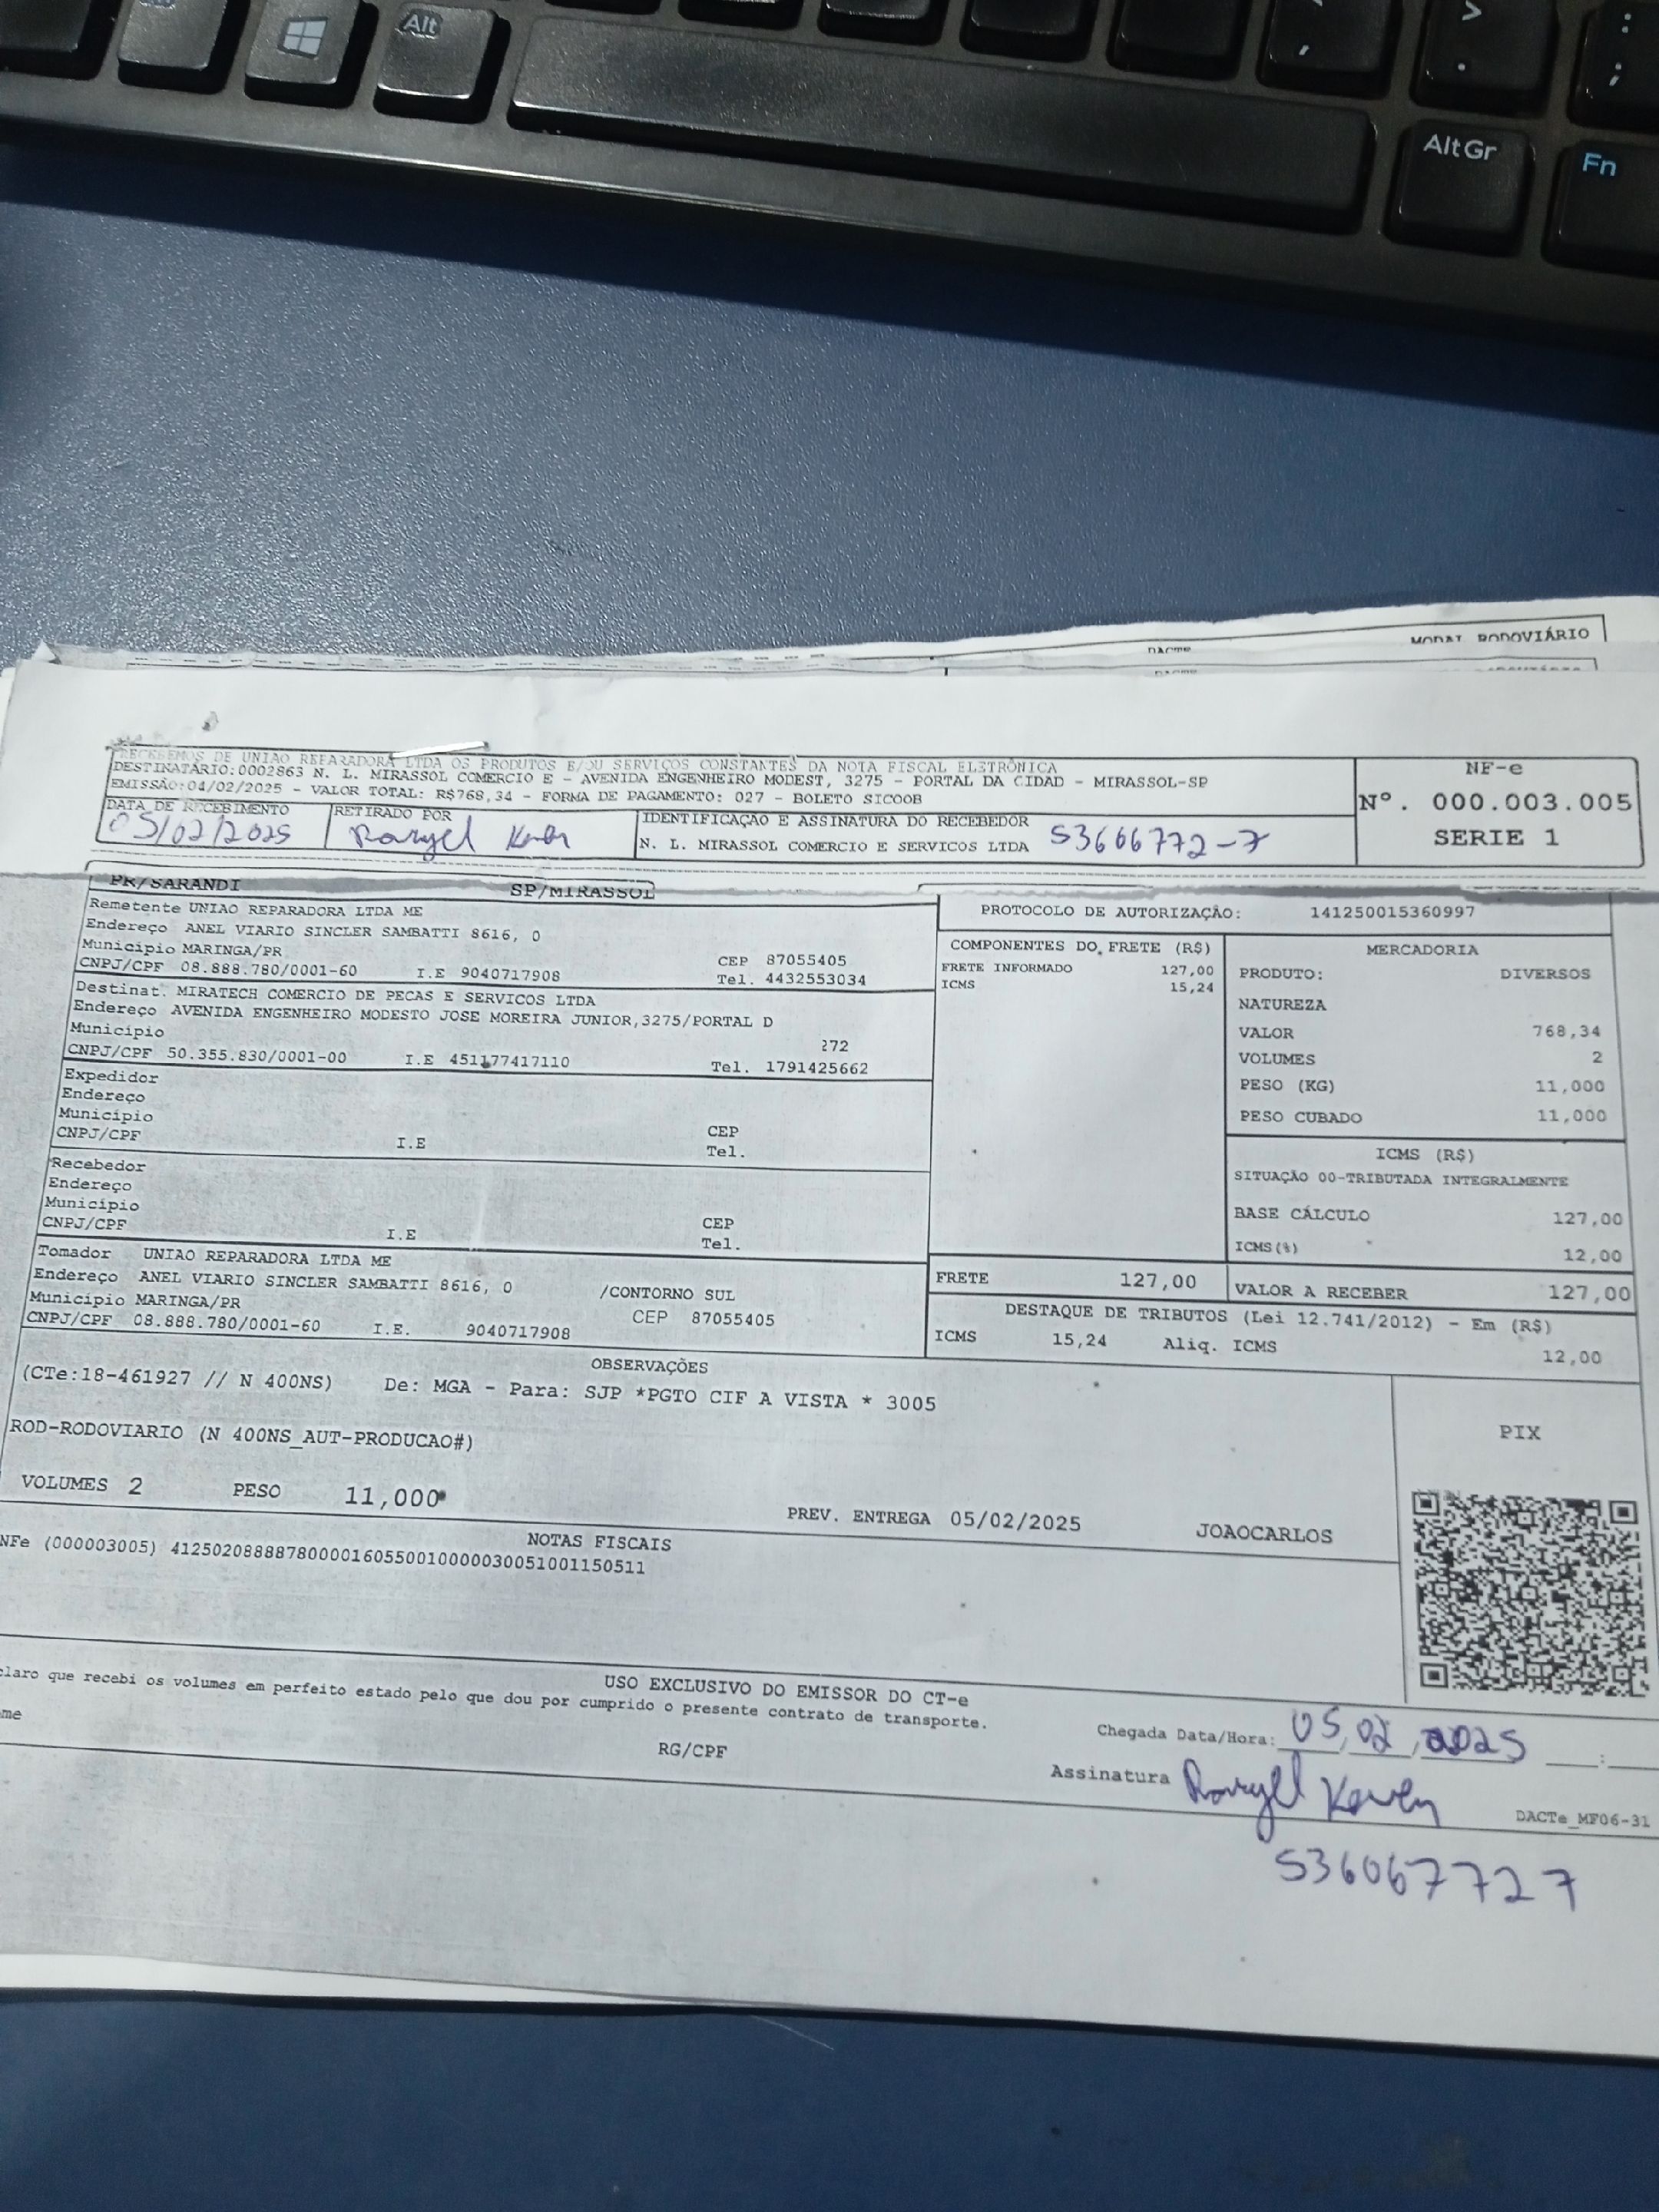 Alt
AltGr
Fn
MODAL RODOVIÁRIO
DACTE
RECEBEMOS DE UNIAO REPARADORA LTDA OS PRODUTOS E/OU SERVIÇOS CONSTANTES DA NOTA FISCAL ELETRÔNICA
DESTINATÁRIO:0002863 N. L. MIRASSOL COMERCIO E - AVENIDA ENGENHEIRO MODEST, 3275 - PORTAL DA CIDAD - MIRASSOL-SP
EMISSÃO:04/02/2025 - VALOR TOTAL: R$768,34 - FORMA DE PAGAMENTO: 027 - BOLETO SICOOB
NF-e
Nº. 000.003.005
SERIE 1
DATA DE RECEBIMENTO
05/02/2025
RETIRADO POR
IDENTIFICAÇÃO E ASSINATURA DO RECEBEDOR
N. L. MIRASSOL COMERCIO E SERVICOS LTDA 53606772-7
PR/SARANDI SP/MIRASSOL
Remetente UNIAO REPARADORA LTDA ME
Endereço ANEL VIARIO SINCLER SAMBATTI 8616, 0
Município MARINGA/PR CEP 87055405
CNPJ/CPF 08.888.780/0001-60 I.E 9040717908 Tel. 4432553034
Destinat. MIRATECH COMERCIO DE PECAS E SERVICOS LTDA
Endereço AVENIDA ENGENHEIRO MODESTO JOSE MOREIRA JUNIOR,3275/PORTAL D
Município 272
CNPJ/CPF 50.355.830/0001-00 I.E 451177417110 Tel. 1791425662
Expedidor
Endereço
Município CEP
CNPJ/CPF I.E Tel.
Recebedor
Endereço
Município CEP
CNPJ/CPF I.E Tel.
Tomador UNIAO REPARADORA LTDA ME
Endereço ANEL VIARIO SINCLER SAMBATTI 8616, 0 /CONTORNO SUL
Município MARINGA/PR CEP 87055405
CNPJ/CPF 08.888.780/0001-60 I.E. 9040717908
PROTOCOLO DE AUTORIZAÇÃO: 141250015360997
COMPONENTES DO FRETE (R$)
FRETE INFORMADO 127,00
ICMS 15,24
MERCADORIA
PRODUTO: DIVERSOS
NATUREZA
VALOR 768,34
VOLUMES 2
PESO (KG) 11,000
PESO CUBADO 11,000
ICMS (R$)
SITUAÇÃO 00-TRIBUTADA INTEGRALMENTE
BASE CÁLCULO 127,00
ICMS(%) 12,00
FRETE 127,00
VALOR A RECEBER 127,00
DESTAQUE DE TRIBUTOS (Lei 12.741/2012) - Em (R$)
ICMS 15,24 Aliq. ICMS 12,00
OBSERVAÇÕES
(CTe:18-461927 // N 400NS) De: MGA - Para: SJP *PGTO CIF A VISTA * 3005
ROD-RODOVIARIO (N 400NS_AUT-PRODUCAO#)
VOLUMES 2 PESO 11,000 PREV. ENTREGA 05/02/2025 JOAOCARLOS
PIX
NOTAS FISCAIS
NFe (000003005) 41250208888780000160550010000030051001150511
USO EXCLUSIVO DO EMISSOR DO CT-e
claro que recebi os volumes em perfeito estado pelo que dou por cumprido o presente contrato de transporte.
me
RG/CPF
Chegada Data/Hora: 05,02,2025 :
Assinatura
DACTe_MF06-31
536067727